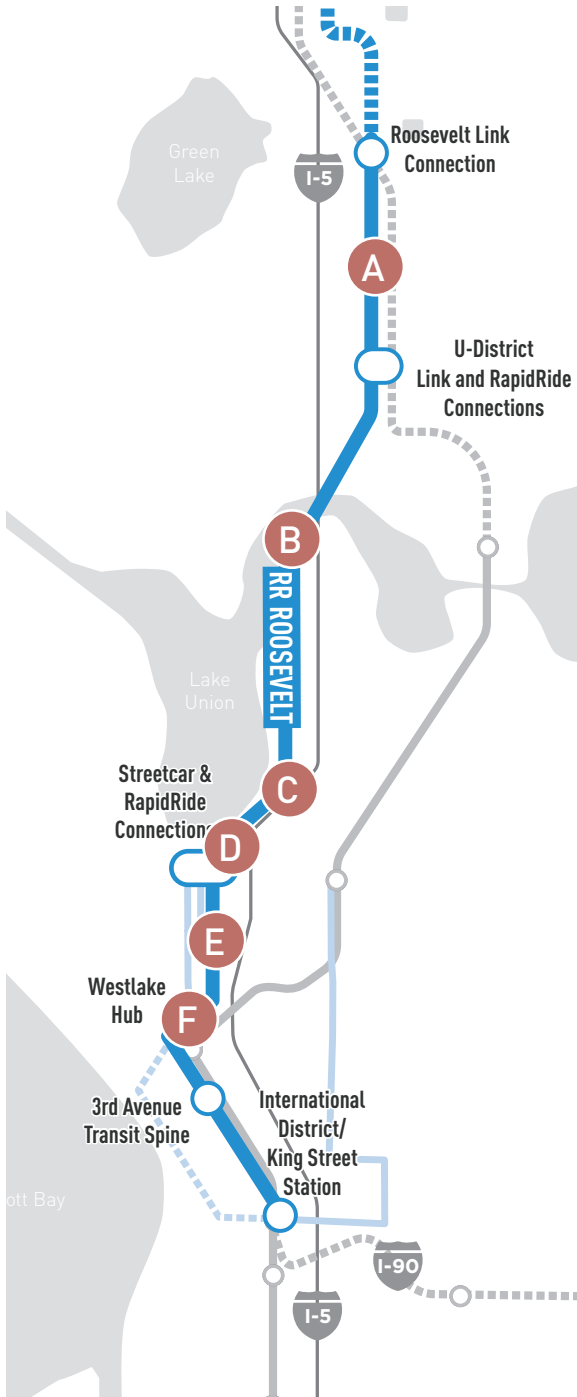 Roosevelt Link
Connection
Green
Lake
I-5
A
U-District
Link and RapidRide
Connections
B
RR ROOSEVELT
Lake
Union
C
Streetcar &
RapidRide
Connections
D
E
Westlake
Hub
F
3rd Avenue
Transit Spine
International
District/
King Street
Station
ott Bay
I-90
I-5